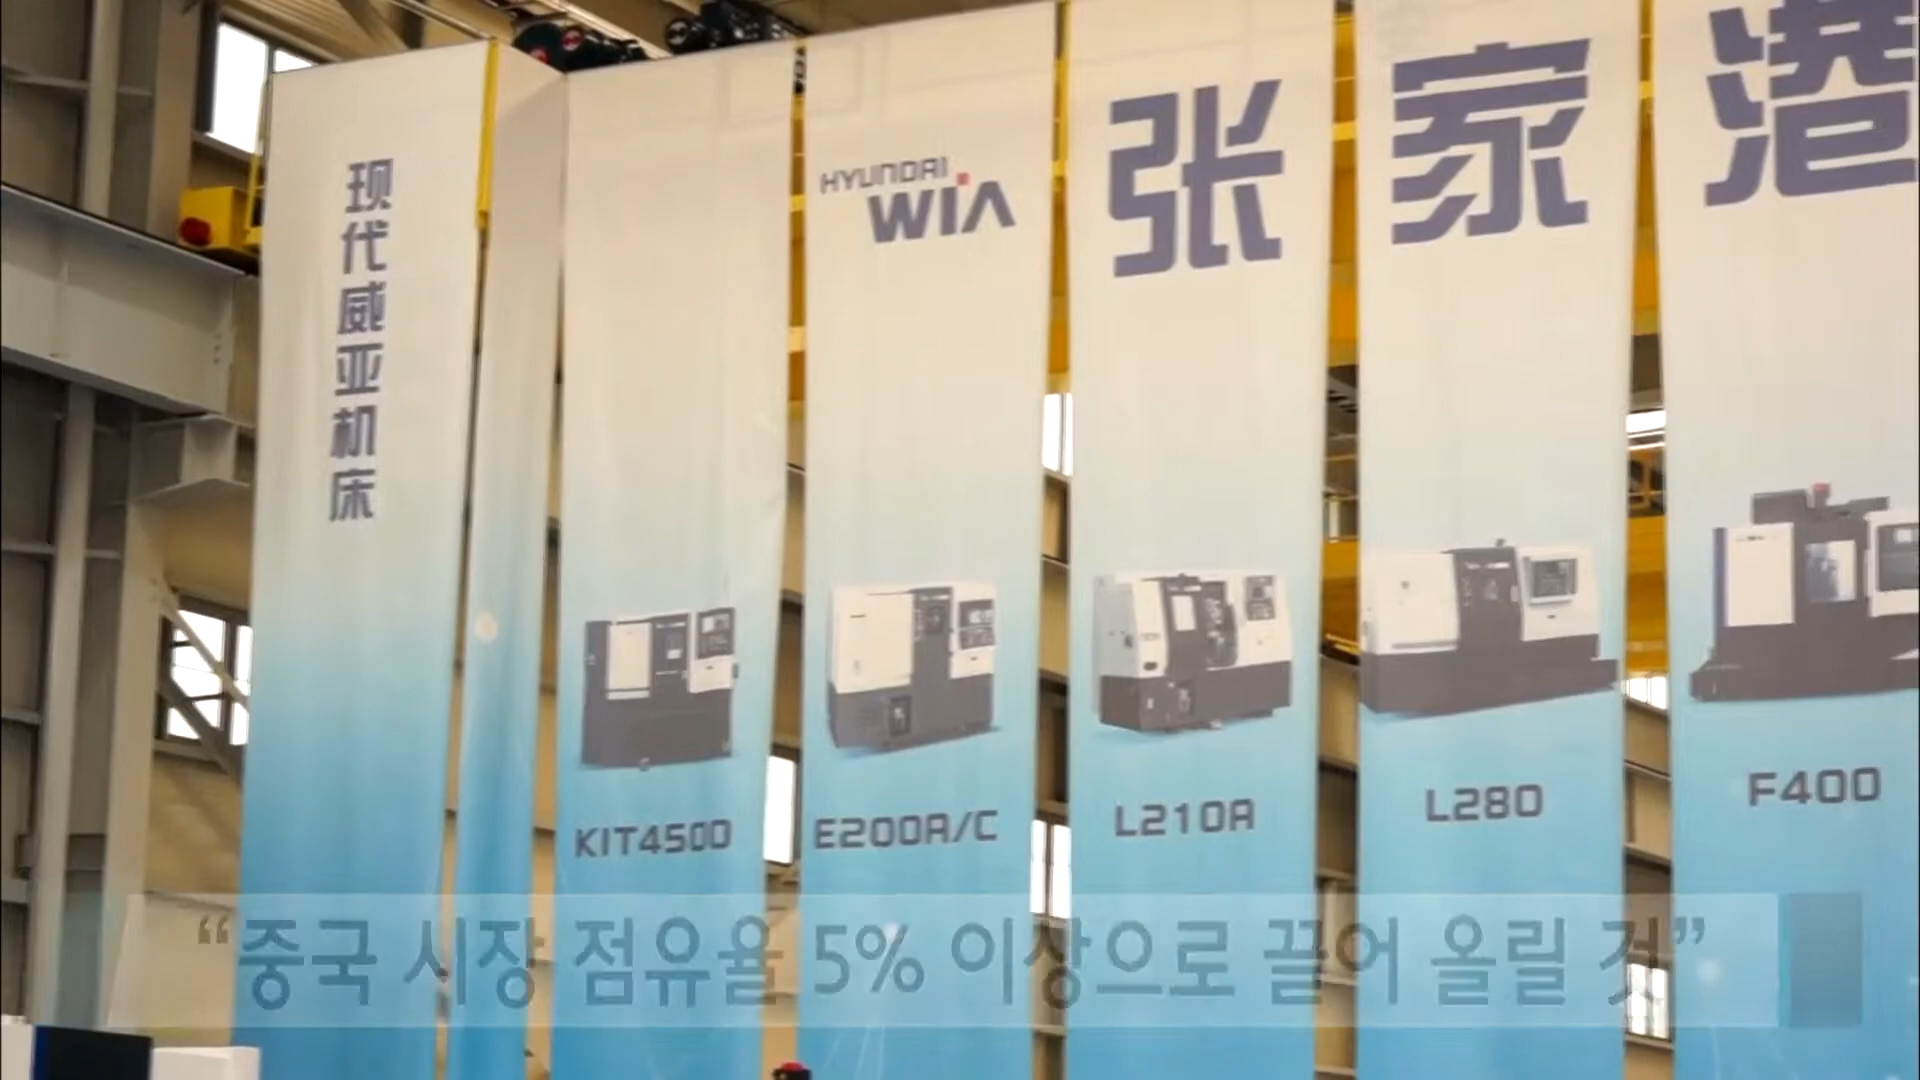 现代威亚机床
HYUNDAI
WIA
张家港
KIT4500
E200A/C
L210A
L280
F400
“중국 시장 점유율 5% 이상으로 끌어 올릴 것”